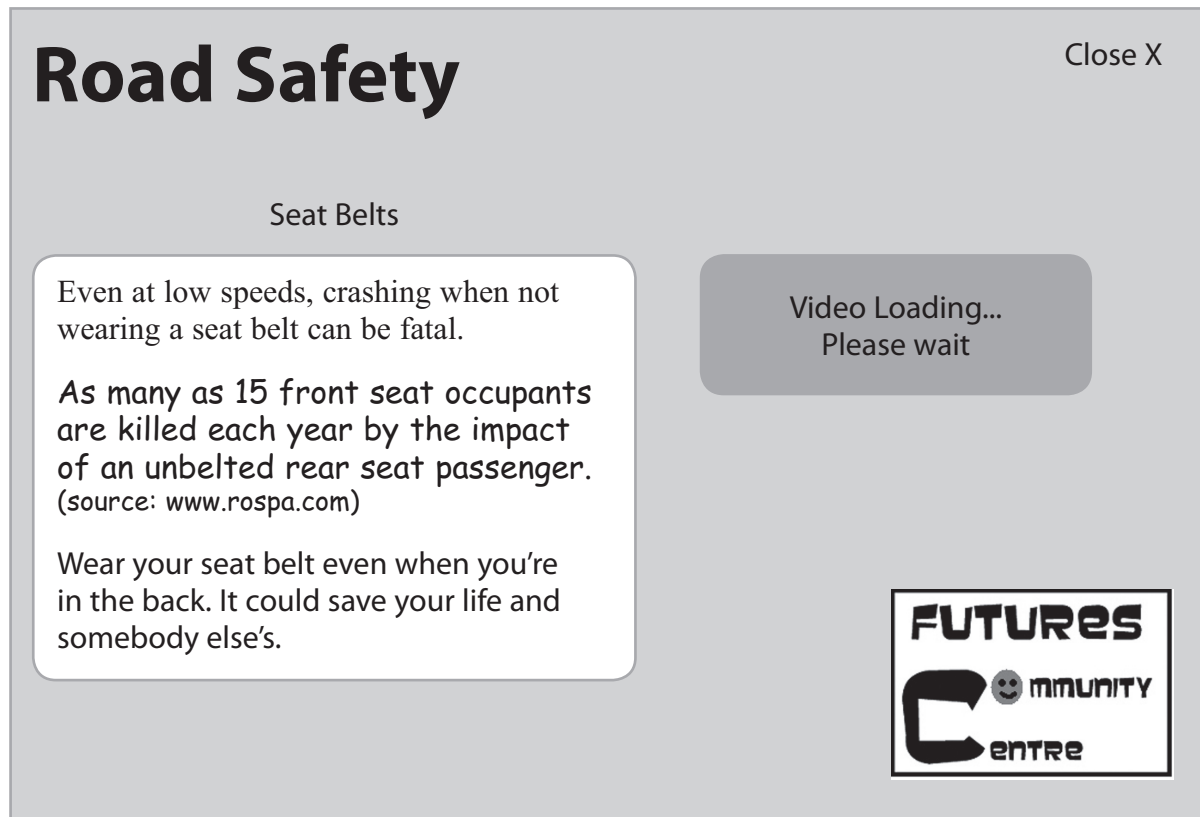 Road Safety
Close X
Seat Belts
Even at low speeds, crashing when not
wearing a seat belt can be fatal.
As many as 15 front seat occupants
are killed each year by the impact
of an unbelted rear seat passenger.
(source: www.rospa.com)
Wear your seat belt even when you're
in the back. It could save your life and
somebody else's.
Video Loading...
Please wait
FUTURES
COMMUNITY
CENTRE